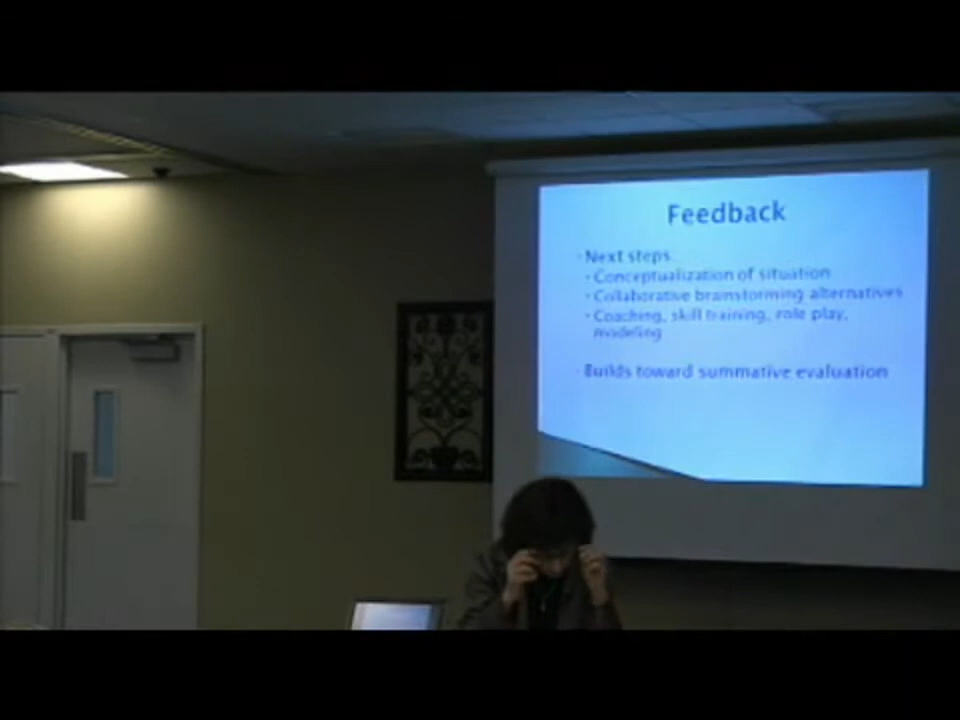 Feedback
· Next steps
· Conceptualization of situation
· Collaborative brainstorming alternatives
· Coaching, skill training, role play,
modeling
· Builds toward summative evaluation